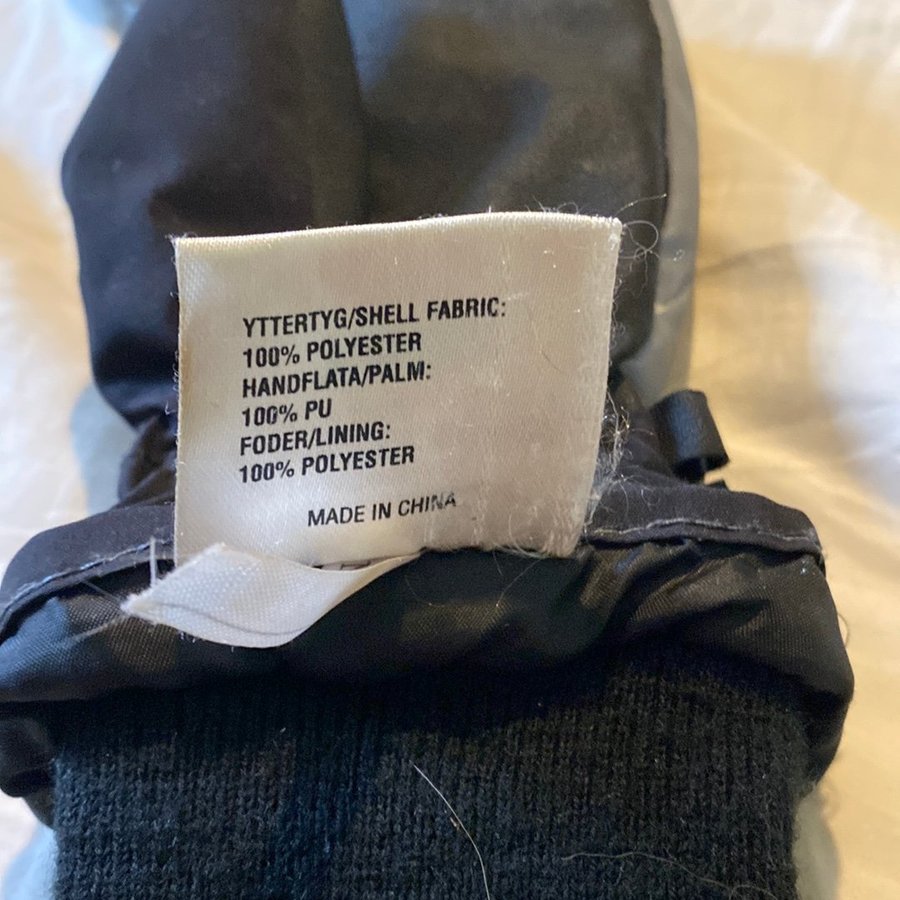 YTTERTYG/SHELL FABRIC:
100% POLYESTER
HANDFLATA/PALM:
100% PU
FODER/LINING:
100% POLYESTER
MADE IN CHINA